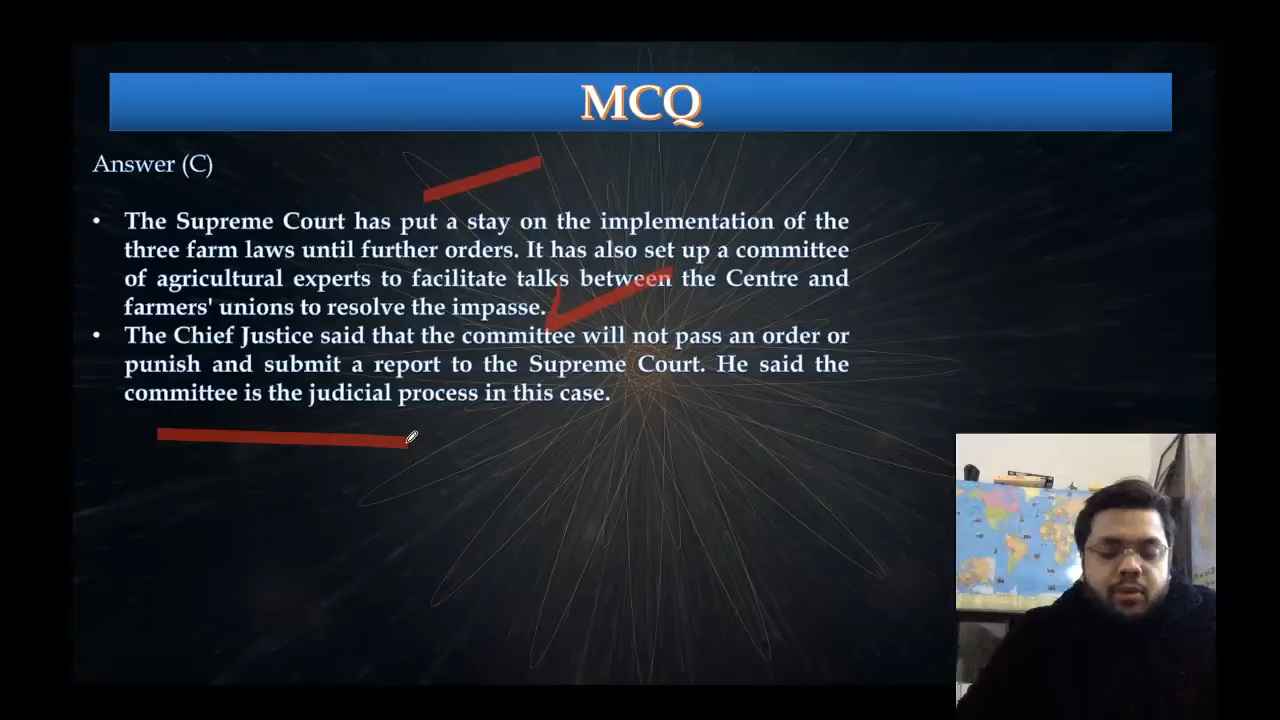 MCQ
Answer (C)
• The Supreme Court has put a stay on the implementation of the
three farm laws until further orders. It has also set up a committee
of agricultural experts to facilitate talks between the Centre and
farmers' unions to resolve the impasse.
• The Chief Justice said that the committee will not pass an order or
punish and submit a report to the Supreme Court. He said the
committee is the judicial process in this case.